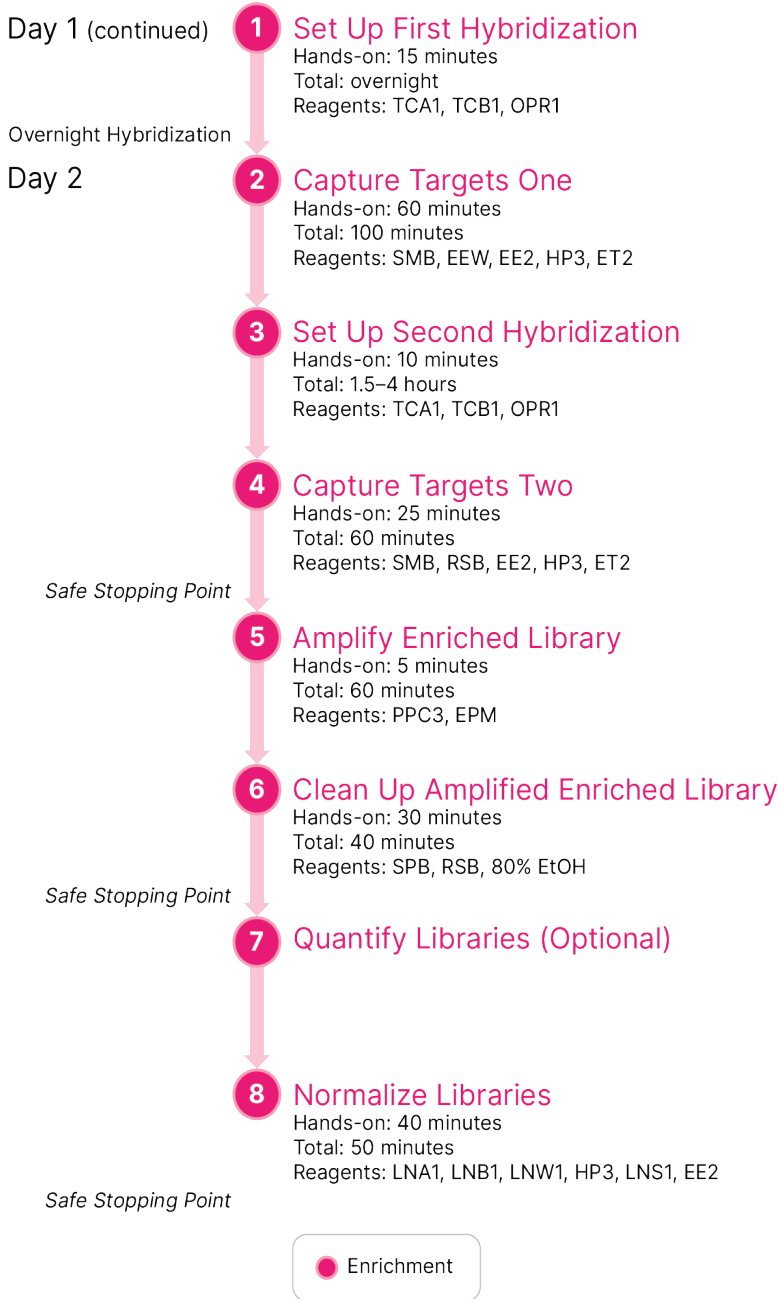 Day 1 (continued)
1
Set Up First Hybridization
Hands-on: 15 minutes
Total: overnight
Reagents: TCA1, TCB1, OPR1
Overnight Hybridization
Day 2
2
Capture Targets One
Hands-on: 60 minutes
Total: 100 minutes
Reagents: SMB, EEW, EE2, HP3, ET2
3
Set Up Second Hybridization
Hands-on: 10 minutes
Total: 1.5–4 hours
Reagents: TCA1, TCB1, OPR1
4
Capture Targets Two
Hands-on: 25 minutes
Total: 60 minutes
Reagents: SMB, RSB, EE2, HP3, ET2
Safe Stopping Point
5
Amplify Enriched Library
Hands-on: 5 minutes
Total: 60 minutes
Reagents: PPC3, EPM
6
Clean Up Amplified Enriched Library
Hands-on: 30 minutes
Total: 40 minutes
Reagents: SPB, RSB, 80% EtOH
Safe Stopping Point
7
Quantify Libraries (Optional)
8
Normalize Libraries
Hands-on: 40 minutes
Total: 50 minutes
Reagents: LNA1, LNB1, LNW1, HP3, LNS1, EE2
Safe Stopping Point
Enrichment